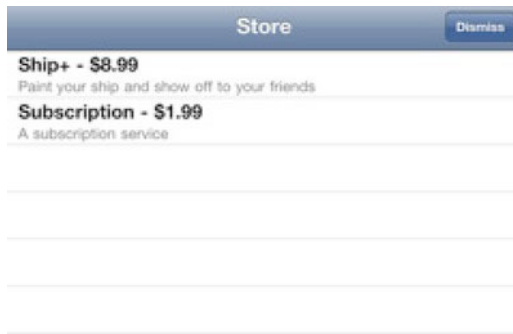 Store
Dismiss
Ship+ - $8.99
Paint your ship and show off to your friends
Subscription - $1.99
A subscription service